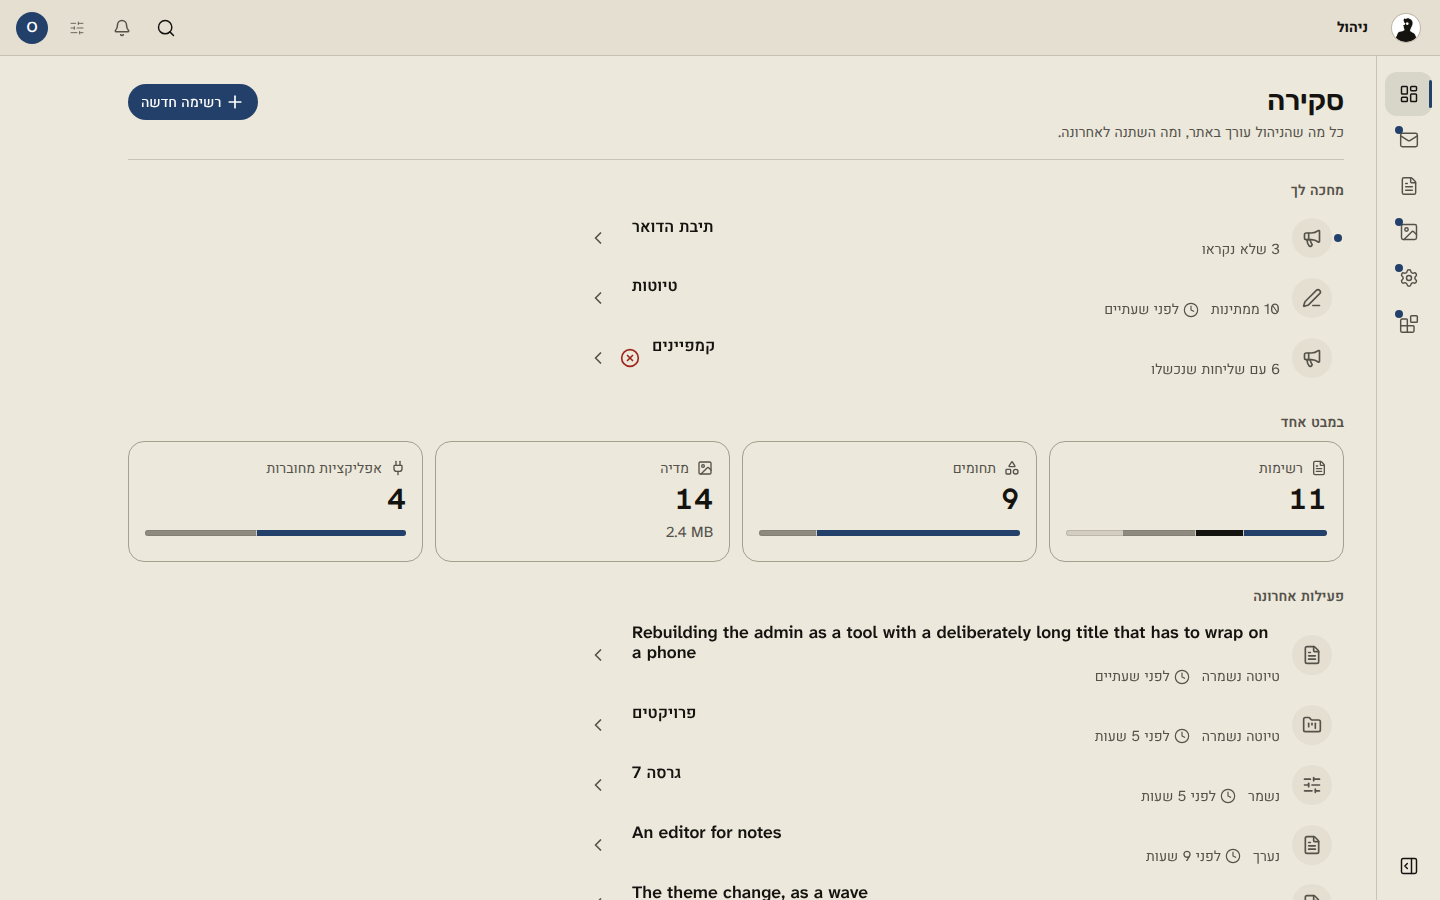 ניהול
O
סקירה
רשימה חדשה
כל מה שהניהול עורך באתר, ומה השתנה לאחרונה.
מחכה לך
תיבת הדואר
3 שלא נקראו
טיוטות
10 ממתינות לפני שעתיים
קמפיינים
6 עם שליחות שנכשלו
במבט אחד
רשימות
11
תחומים
9
מדיה
14
2.4 MB
אפליקציות מחוברות
4
פעילות אחרונה
Rebuilding the admin as a tool with a deliberately long title that has to wrap on
a phone
טיוטה נשמרה לפני שעתיים
פרויקטים
טיוטה נשמרה לפני 5 שעות
גרסה 7
נשמר לפני 5 שעות
An editor for notes
נערך לפני 9 שעות
The theme change, as a wave